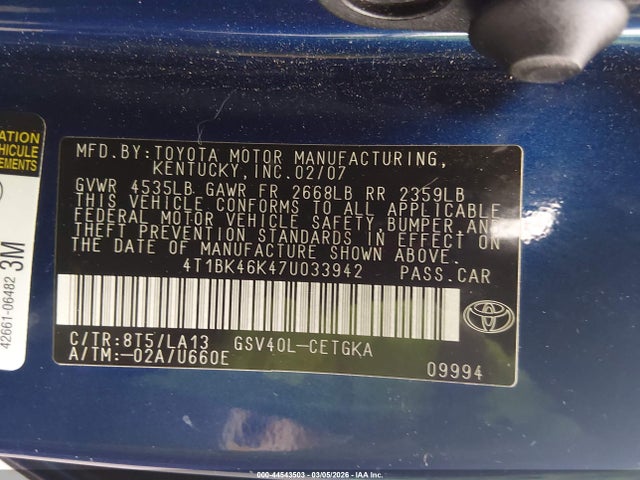 ATION
EHICULE
EMENTS
42661-06482 3M
MFD.BY:TOYOTA MOTOR MANUFACTURING,
KENTUCKY,INC.02/07
GVWR 4535LB GAWR FR 2668LB RR 2359LB
THIS VEHICLE CONFORMS TO ALL APPLICABLE
FEDERAL MOTOR VEHICLE SAFETY,BUMPER,AND
THEFT PREVENTION STANDARDS IN EFFECT ON
THE DATE OF MANUFACTURE SHOWN ABOVE.
4T1BK46K47U033942 PASS.CAR
C/TR:8T5/LA13 GSV40L-CETGKA
A/TM:-02A/U660E
09994
000-44543503 — 03/05/2026 — IAA Inc.